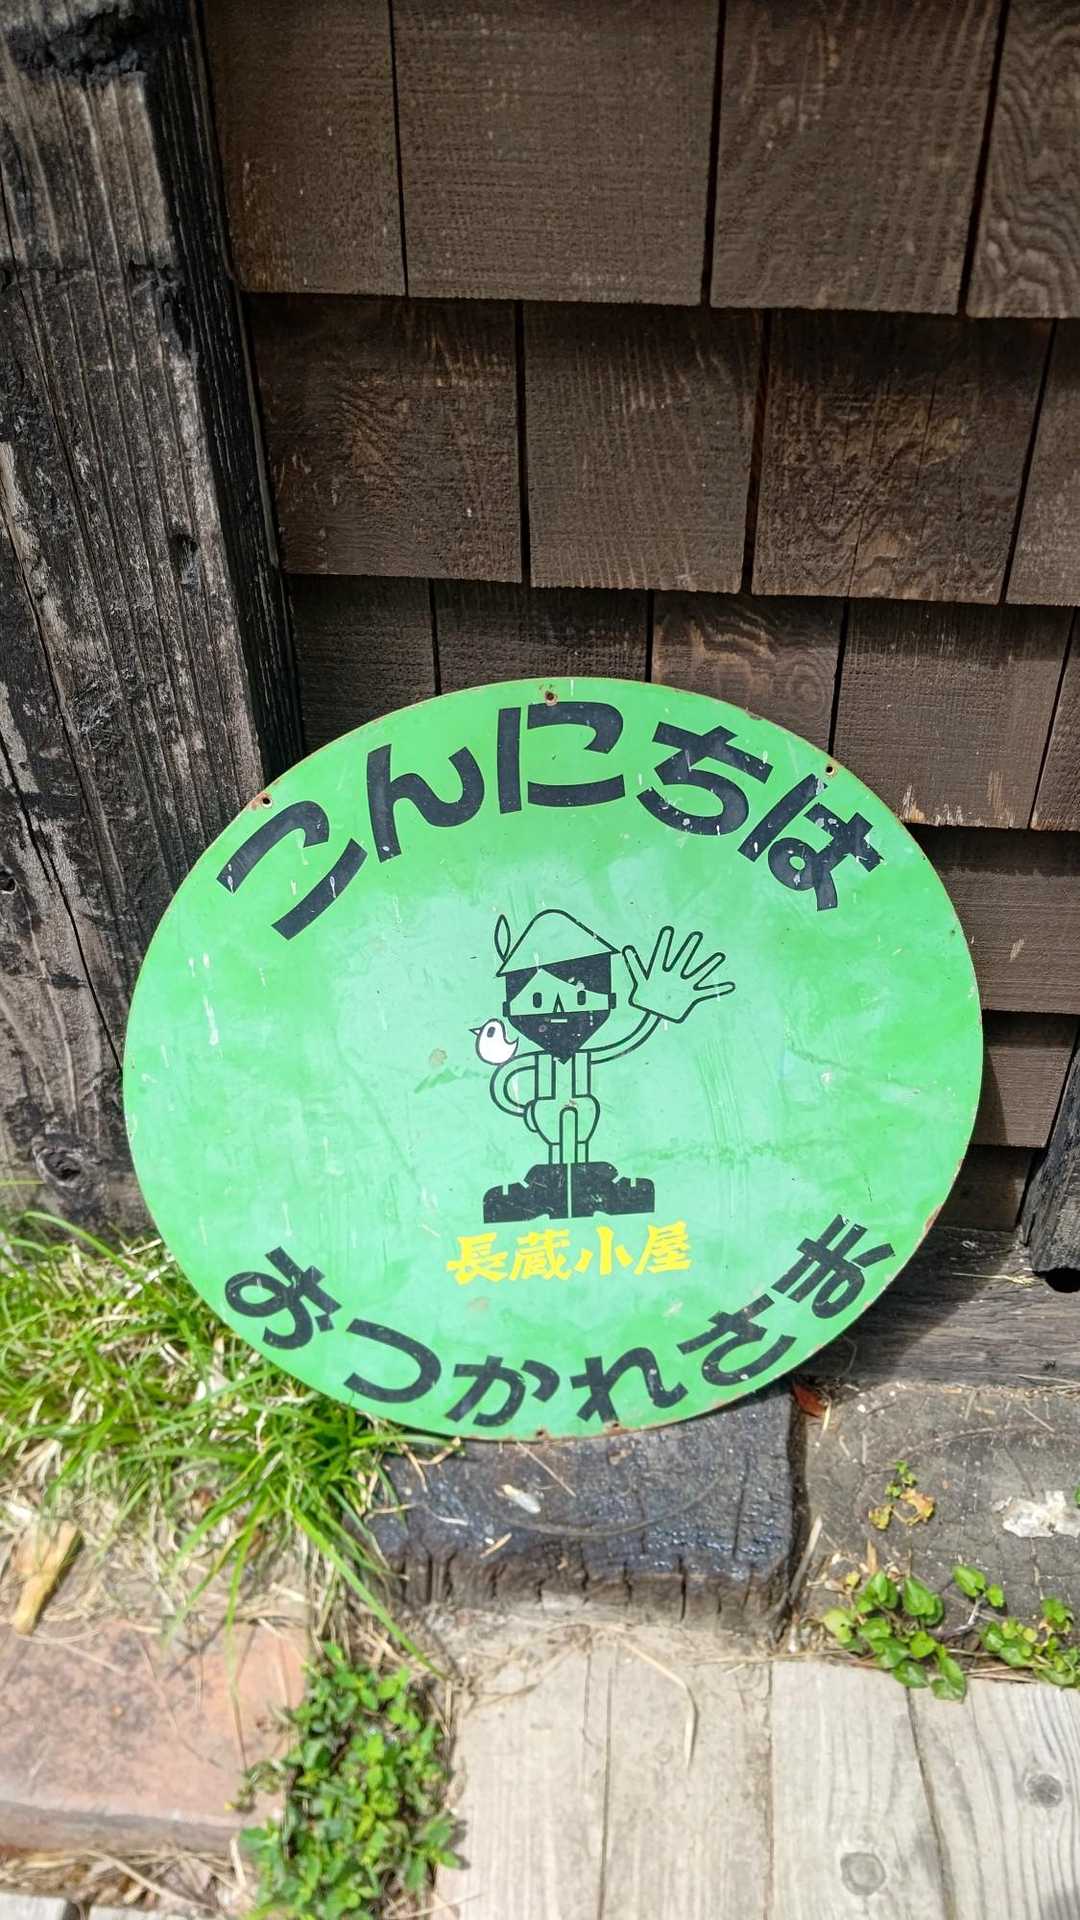 こんにちは
長蔵小屋
おつかれさま